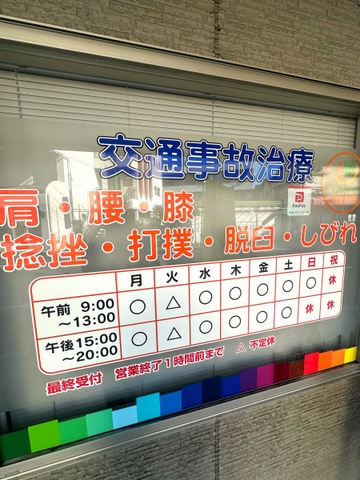 交通事故治療
肩・腰・膝
捻挫・打撲・脱臼・しびれ
PayPay
月 火 水 木 金 土 日 祝
午前 9:00 ～13:00 ○ △ ○ ○ ○ ○ ○ 休
午後15:00 ～20:00 ○ △ ○ ○ ○ ○ 休 休
最終受付 営業終了1時間前まで △ 不定休